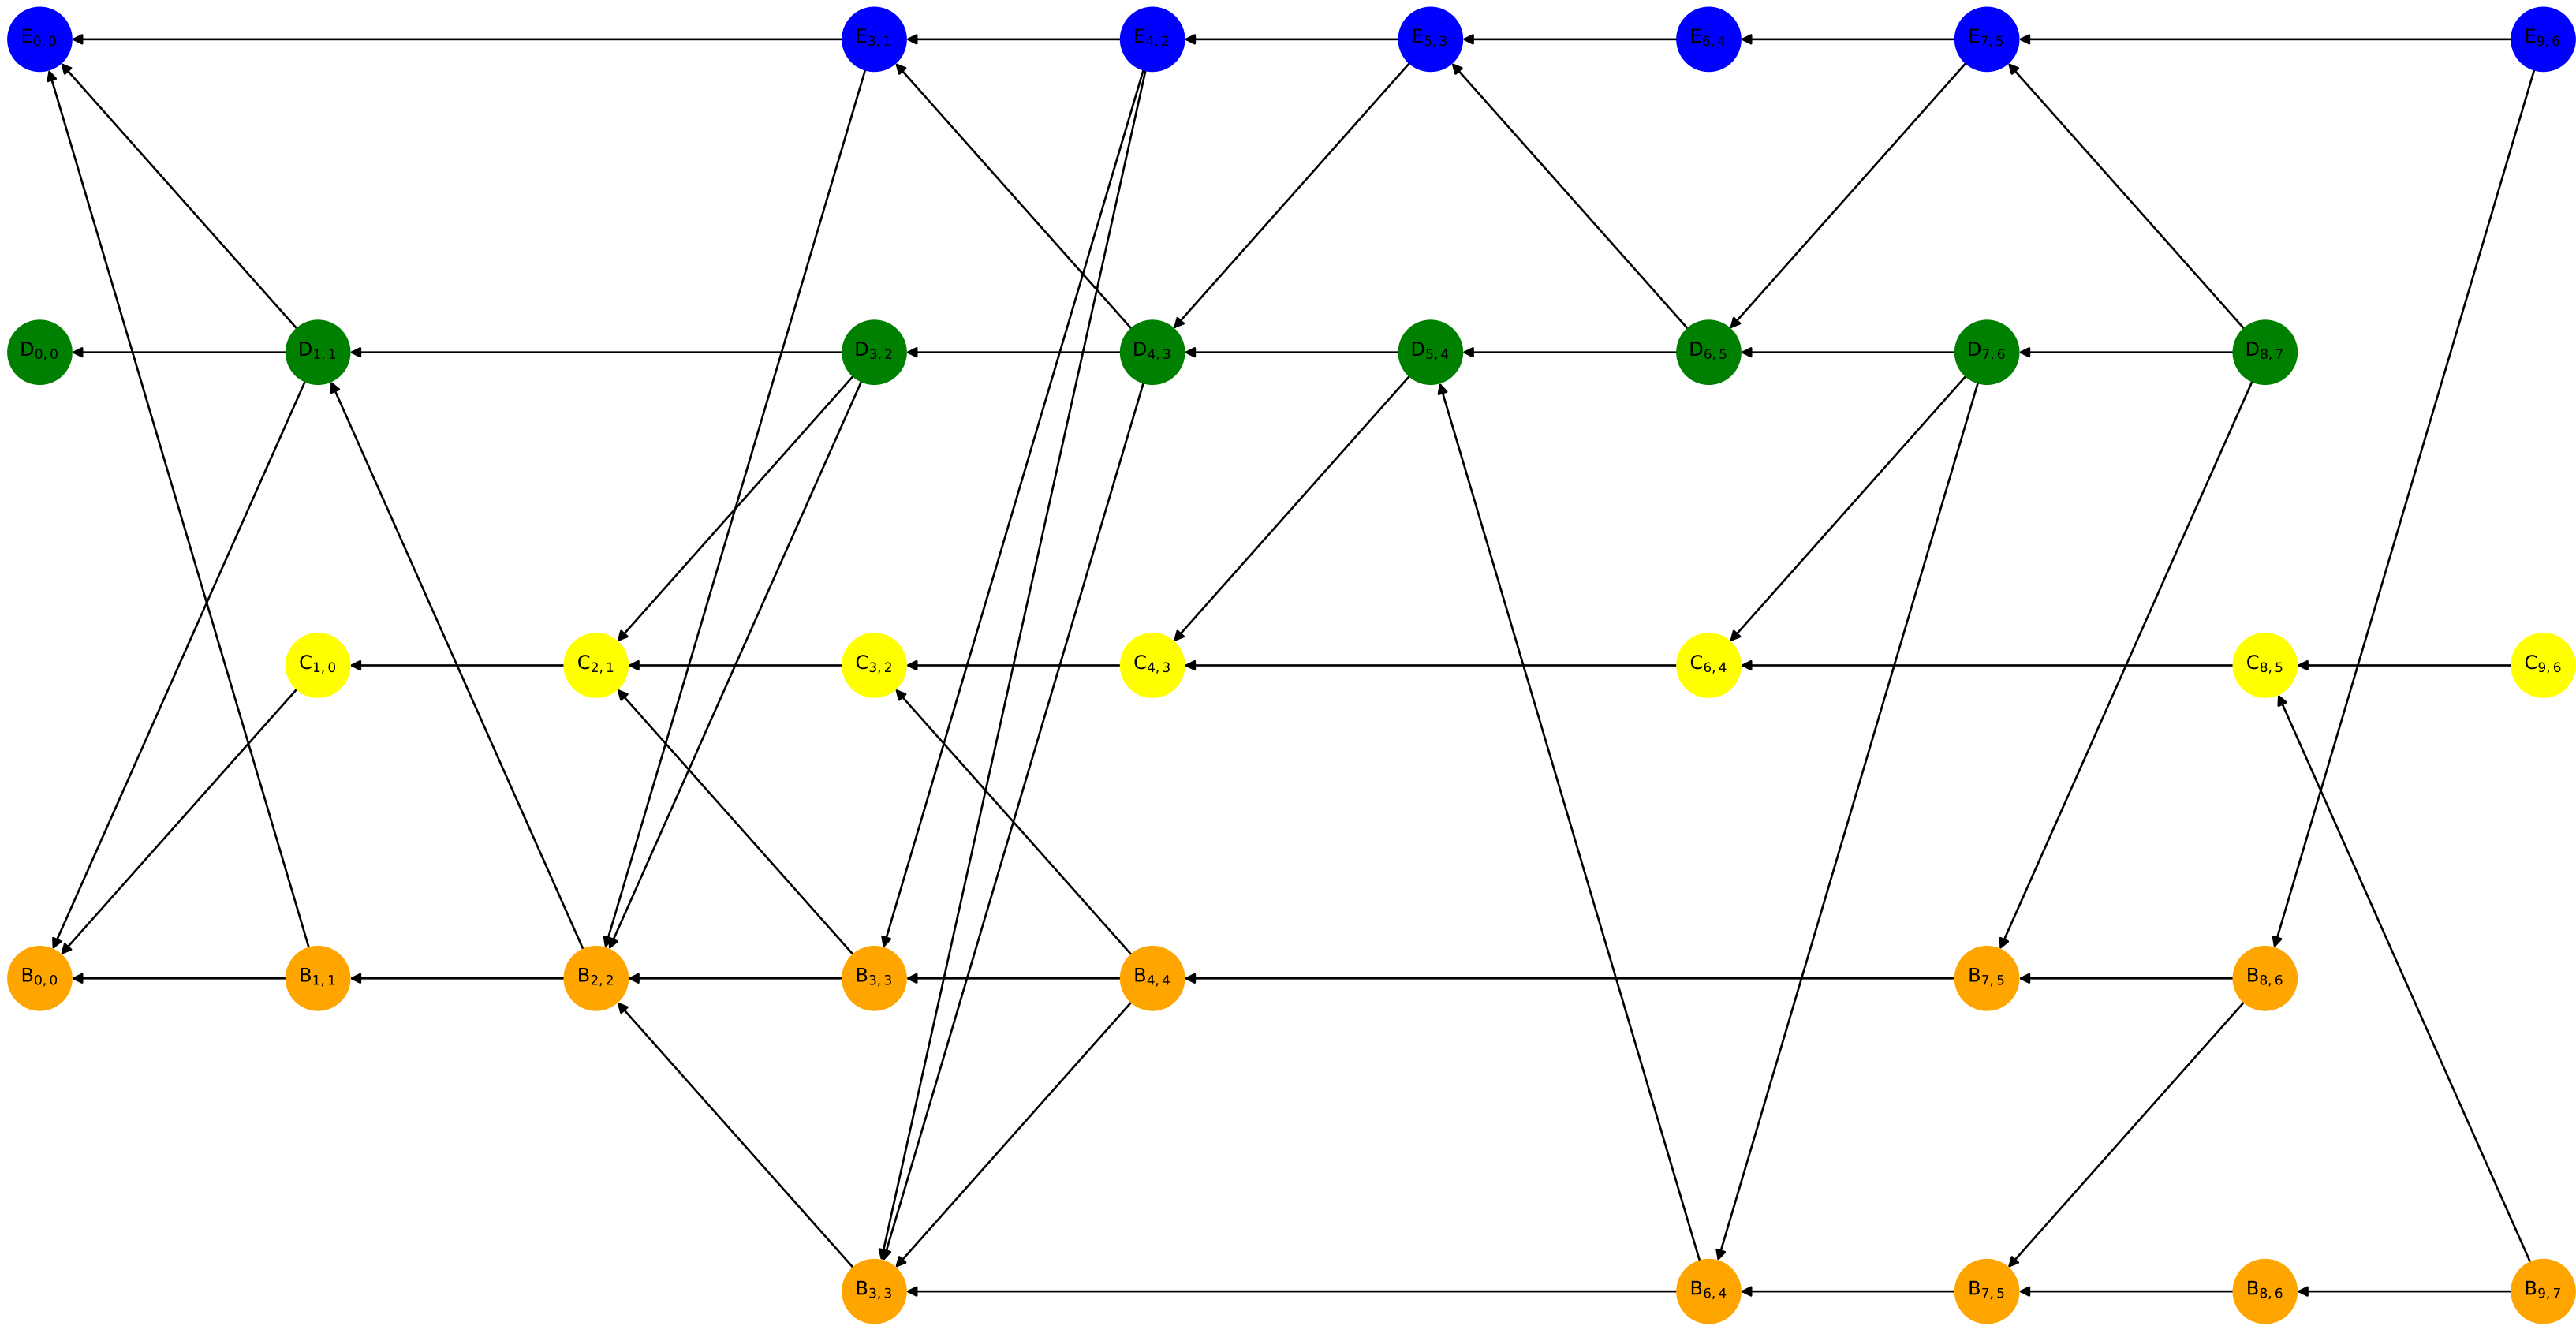 E0,0 E3,1 E4,2 E5,3 E6,4 E7,5 E9,6
D0,0 D1,1 D3,2 D4,3 D5,4 D6,5 D7,6 D8,7
C1,0 C2,1 C3,2 C4,3 C6,4 C8,5 C9,6
B0,0 B1,1 B2,2 B3,3 B4,4 B7,5 B8,6
B3,3 B6,4 B7,5 B8,6 B9,7